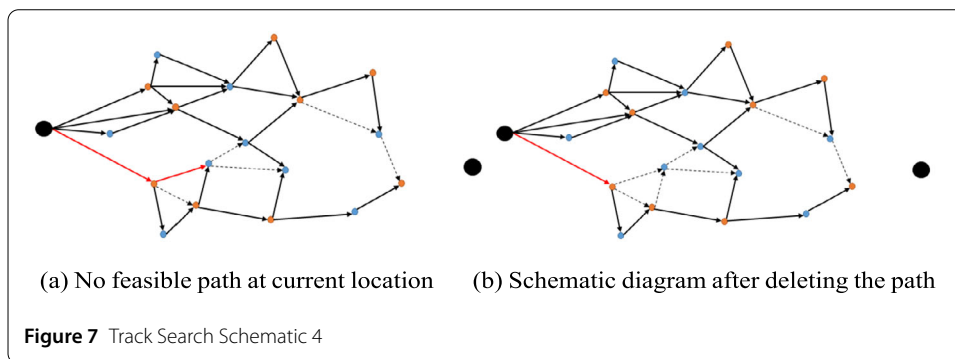 (a) No feasible path at current location
(b) Schematic diagram after deleting the path
Figure 7 Track Search Schematic 4